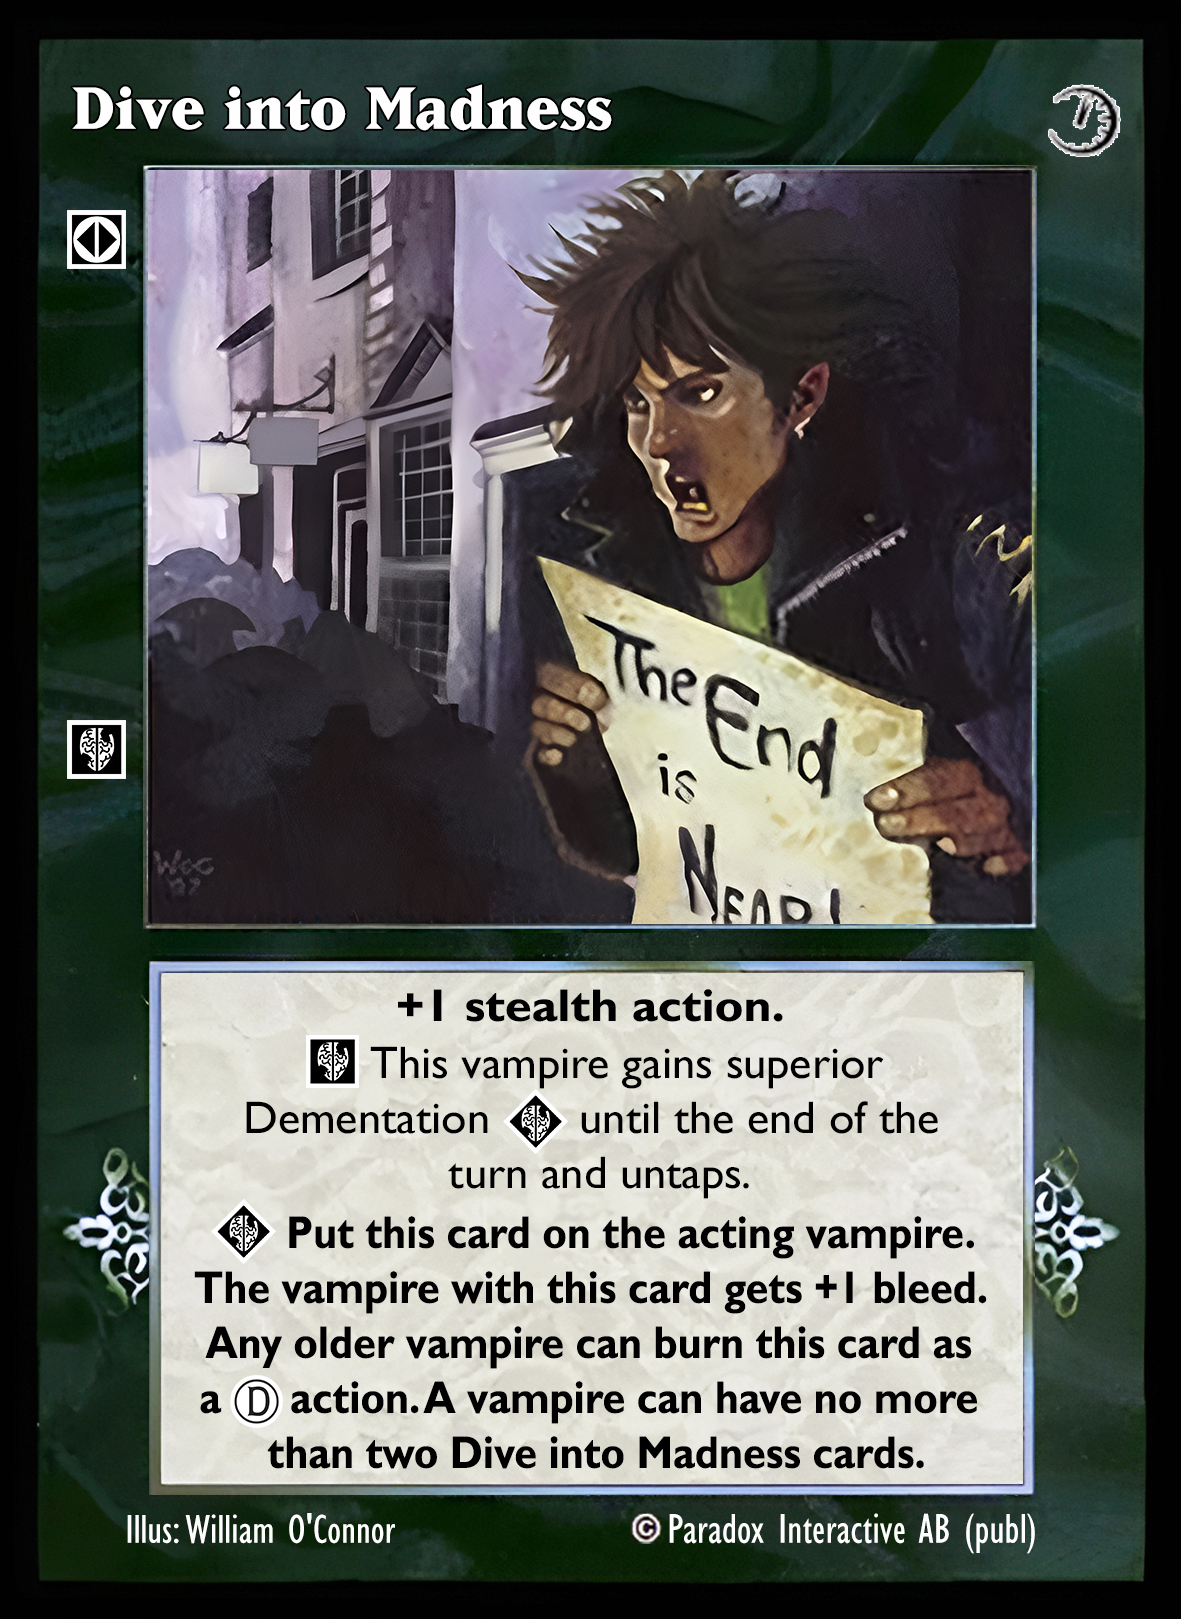 Dive into Madness
The End
is
NEAR!
WOC
'97
+1 stealth action.
This vampire gains superior
Dementation until the end of the
turn and untaps.
Put this card on the acting vampire.
The vampire with this card gets +1 bleed.
Any older vampire can burn this card as
a Ⓓ action. A vampire can have no more
than two Dive into Madness cards.
Illus: William O'Connor
© Paradox Interactive AB (publ)